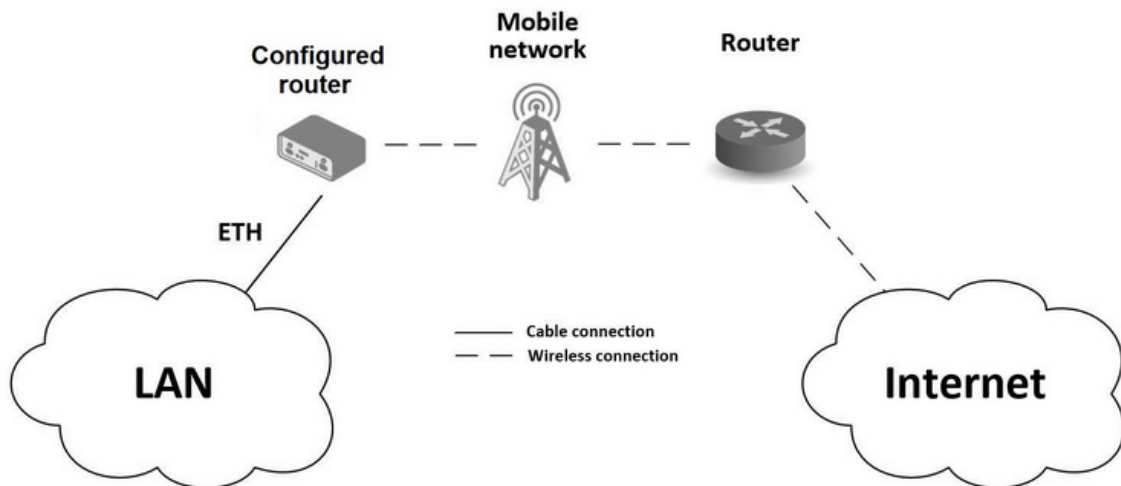 Mobile
network
Configured
router
Router
ETH
LAN
Internet
Cable connection
Wireless connection